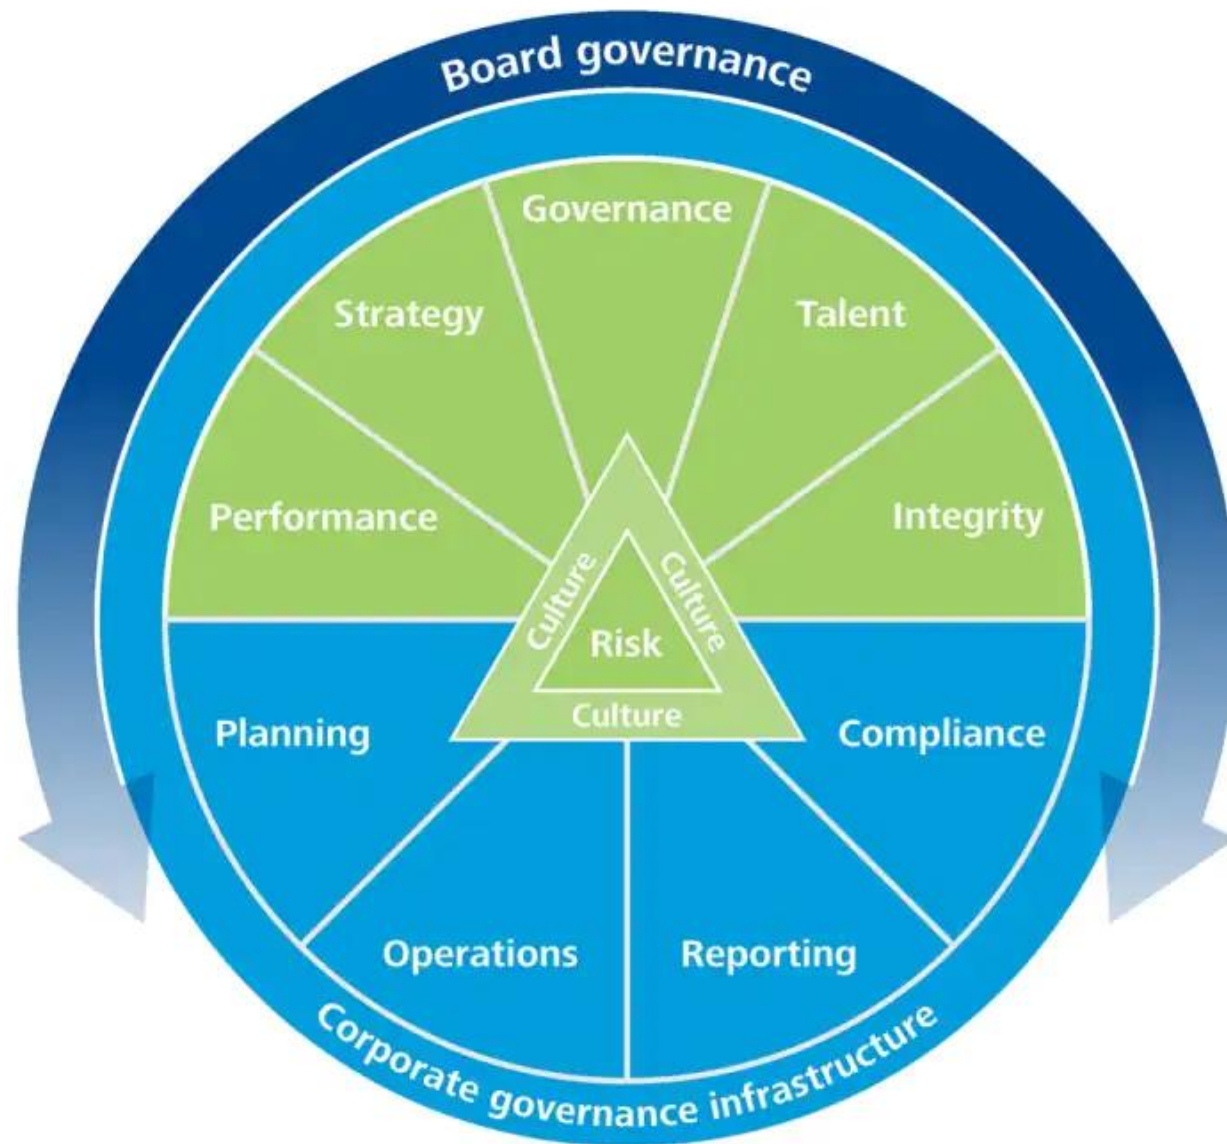 Board governance
Governance
Strategy
Talent
Performance
Integrity
Culture
Culture
Risk
Culture
Planning
Compliance
Operations
Reporting
Corporate governance infrastructure